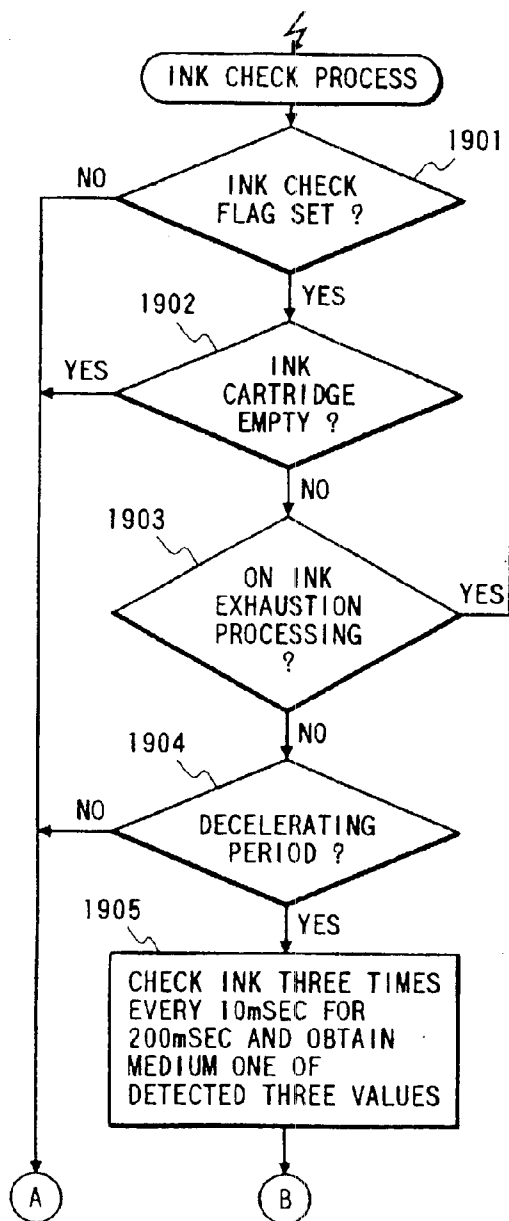 INK CHECK PROCESS
1901
NO
INK CHECK
FLAG SET ?
YES
1902
YES
INK
CARTRIDGE
EMPTY ?
NO
1903
ON INK
EXHAUSTION
PROCESSING
?
YES
NO
1904
NO
DECELERATING
PERIOD ?
YES
1905
CHECK INK THREE TIMES
EVERY 10mSEC FOR
200mSEC AND OBTAIN
MEDIUM ONE OF
DETECTED THREE VALUES
A
B